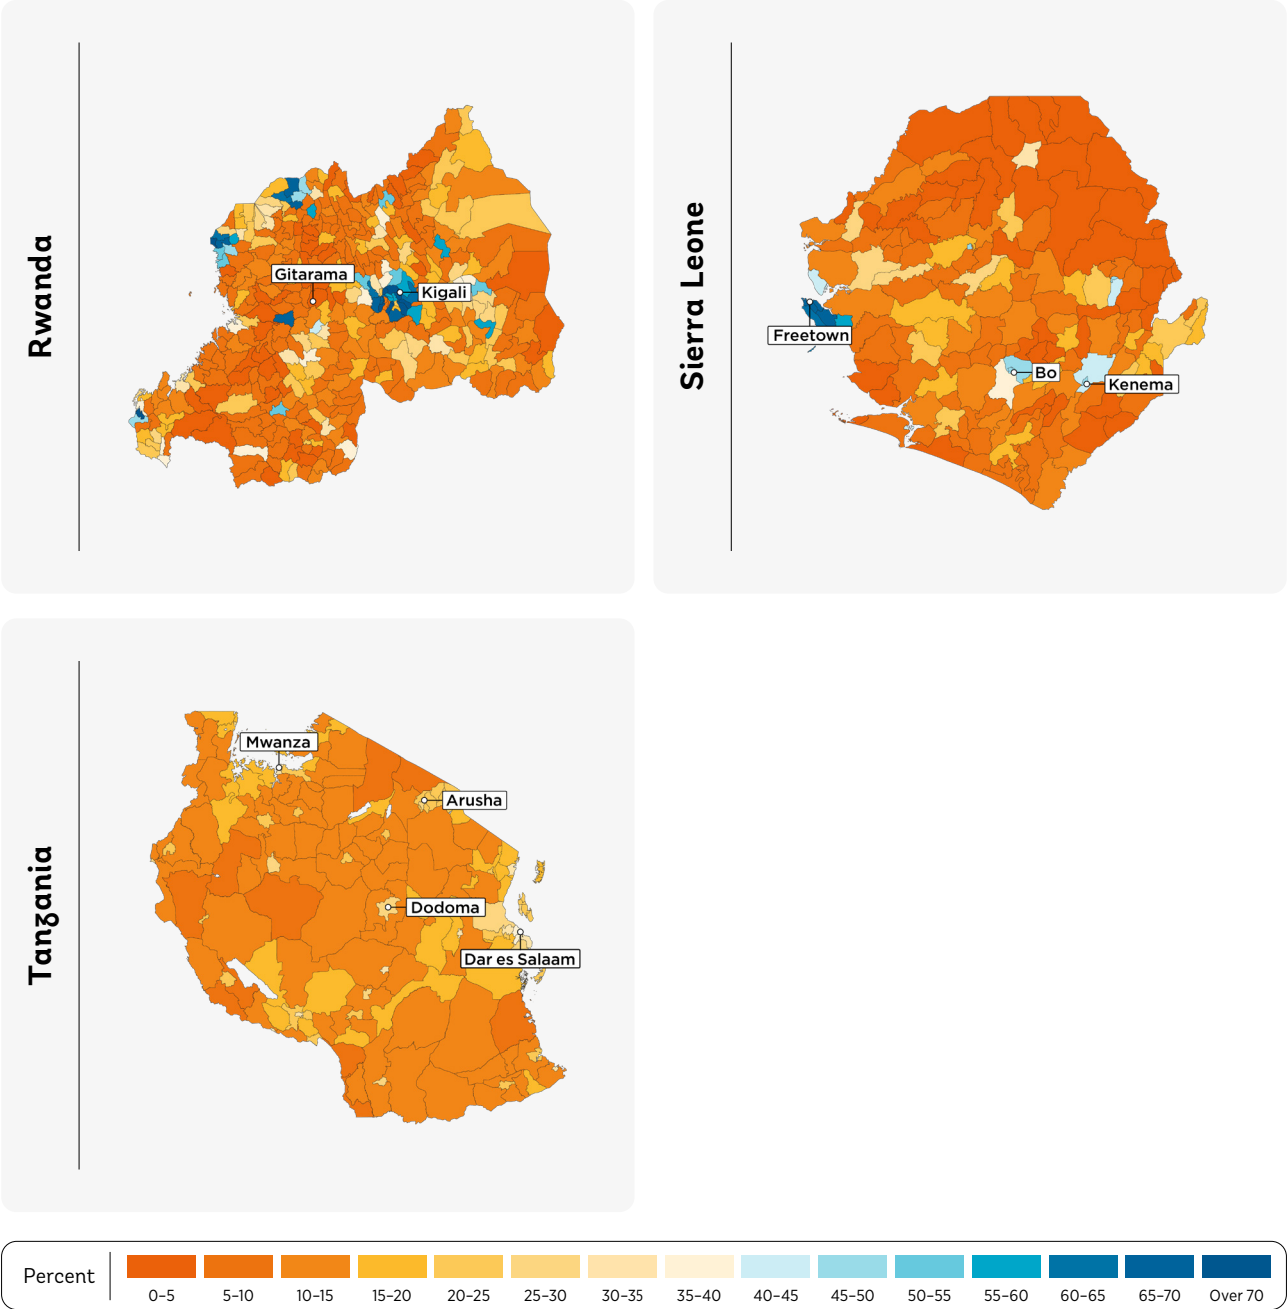 Rwanda
Gitarama
Kigali
Sierra Leone
Freetown
Bo
Kenema
Tanzania
Mwanza
Arusha
Dodoma
Dar es Salaam
Percent
0–5 5–10 10–15 15–20 20–25 25–30 30–35 35–40 40–45 45–50 50–55 55–60 60–65 65–70 Over 70